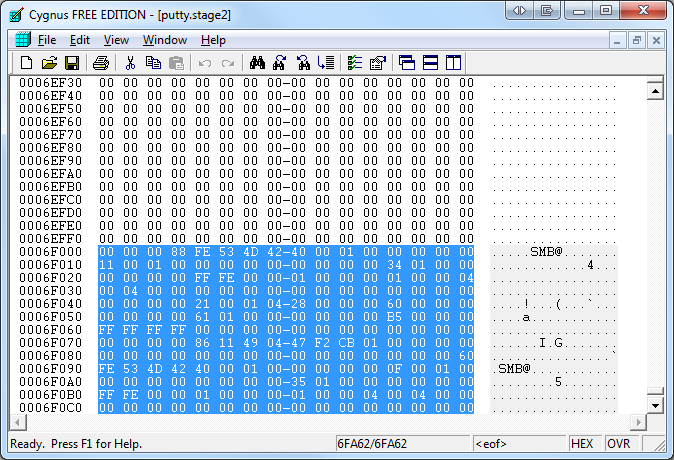 Cygnus FREE EDITION - [putty.stage2]
File Edit View Window Help
0006EF30 00 00 00 00 00 00 00 00-00 00 00 00 00 00 00 00 ................
0006EF40 00 00 00 00 00 00 00 00-00 00 00 00 00 00 00 00 ................
0006EF50 00 00 00 00 00 00 00 00-00 00 00 00 00 00 00 00 ................
0006EF60 00 00 00 00 00 00 00 00-00 00 00 00 00 00 00 00 ................
0006EF70 00 00 00 00 00 00 00 00-00 00 00 00 00 00 00 00 ................
0006EF80 00 00 00 00 00 00 00 00-00 00 00 00 00 00 00 00 ................
0006EF90 00 00 00 00 00 00 00 00-00 00 00 00 00 00 00 00 ................
0006EFA0 00 00 00 00 00 00 00 00-00 00 00 00 00 00 00 00 ................
0006EFB0 00 00 00 00 00 00 00 00-00 00 00 00 00 00 00 00 ................
0006EFC0 00 00 00 00 00 00 00 00-00 00 00 00 00 00 00 00 ................
0006EFD0 00 00 00 00 00 00 00 00-00 00 00 00 00 00 00 00 ................
0006EFE0 00 00 00 00 00 00 00 00-00 00 00 00 00 00 00 00 ................
0006EFF0 00 00 00 00 00 00 00 00-00 00 00 00 00 00 00 00 ................
0006F000 00 00 00 88 FE 53 4D 42-40 00 01 00 00 00 00 00 .....SMB@.......
0006F010 11 00 01 00 00 00 00 00-00 00 00 00 34 01 00 00 ............4...
0006F020 00 00 00 00 FF FE 00 00-01 00 00 00 01 00 00 04 ................
0006F030 00 04 00 00 00 00 00 00-00 00 00 00 00 00 00 00 ................
0006F040 00 00 00 00 21 00 01 04-28 00 00 00 60 00 00 00 ....!...(...`...
0006F050 00 00 00 00 61 01 00 00-00 00 00 00 B5 00 00 00 ....a...........
0006F060 FF FF FF FF 00 00 00 00-00 00 00 00 00 00 00 00 ................
0006F070 00 00 00 00 86 11 49 04-47 F2 CB 01 00 00 00 00 ......I.G.......
0006F080 00 00 00 00 00 00 00 00-00 00 00 00 00 00 00 60 ...............`
0006F090 FE 53 4D 42 40 00 01 00-00 00 00 00 0F 00 01 00 .SMB@...........
0006F0A0 00 00 00 00 00 00 00 00-35 01 00 00 00 00 00 00 ........5.......
0006F0B0 FF FE 00 00 01 00 00 00-01 00 00 04 00 04 00 00 ................
0006F0C0 00 00 00 00 00 00 00 00-00 00 00 00 00 00 00 00 ................
Ready. Press F1 for Help. 6FA62/6FA62 <eof> HEX OVR